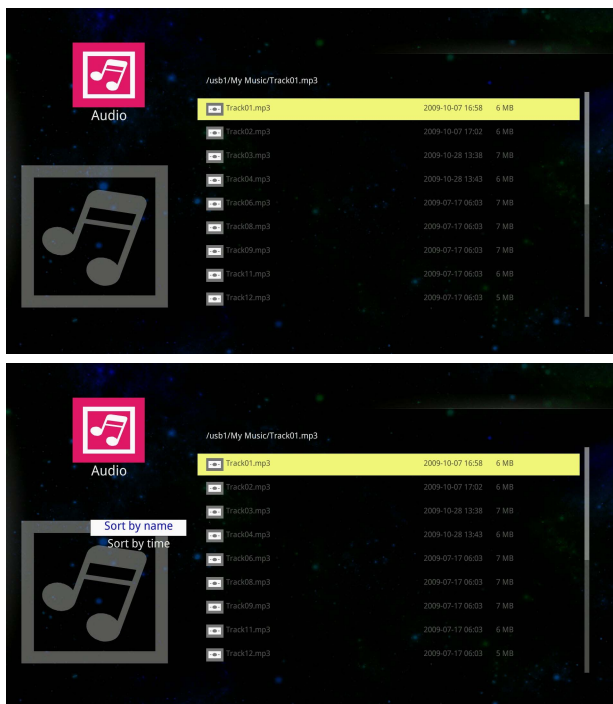 /usb1/My Music/Track01.mp3
Audio
Track01.mp3 2009-10-07 16:58 6 MB
Track02.mp3 2009-10-07 17:02 6 MB
Track03.mp3 2009-10-28 13:38 7 MB
Track04.mp3 2009-10-28 13:43 6 MB
Track06.mp3 2009-07-17 06:03 7 MB
Track08.mp3 2009-07-17 06:03 7 MB
Track09.mp3 2009-07-17 06:03 7 MB
Track11.mp3 2009-07-17 06:03 6 MB
Track12.mp3 2009-07-17 06:03 5 MB
/usb1/My Music/Track01.mp3
Audio
Sort by name
Sort by time
Track01.mp3 2009-10-07 16:58 6 MB
Track02.mp3 2009-10-07 17:02 6 MB
Track03.mp3 2009-10-28 13:38 7 MB
Track04.mp3 2009-10-28 13:43 6 MB
Track06.mp3 2009-07-17 06:03 7 MB
Track08.mp3 2009-07-17 06:03 7 MB
Track09.mp3 2009-07-17 06:03 7 MB
Track11.mp3 2009-07-17 06:03 6 MB
Track12.mp3 2009-07-17 06:03 5 MB